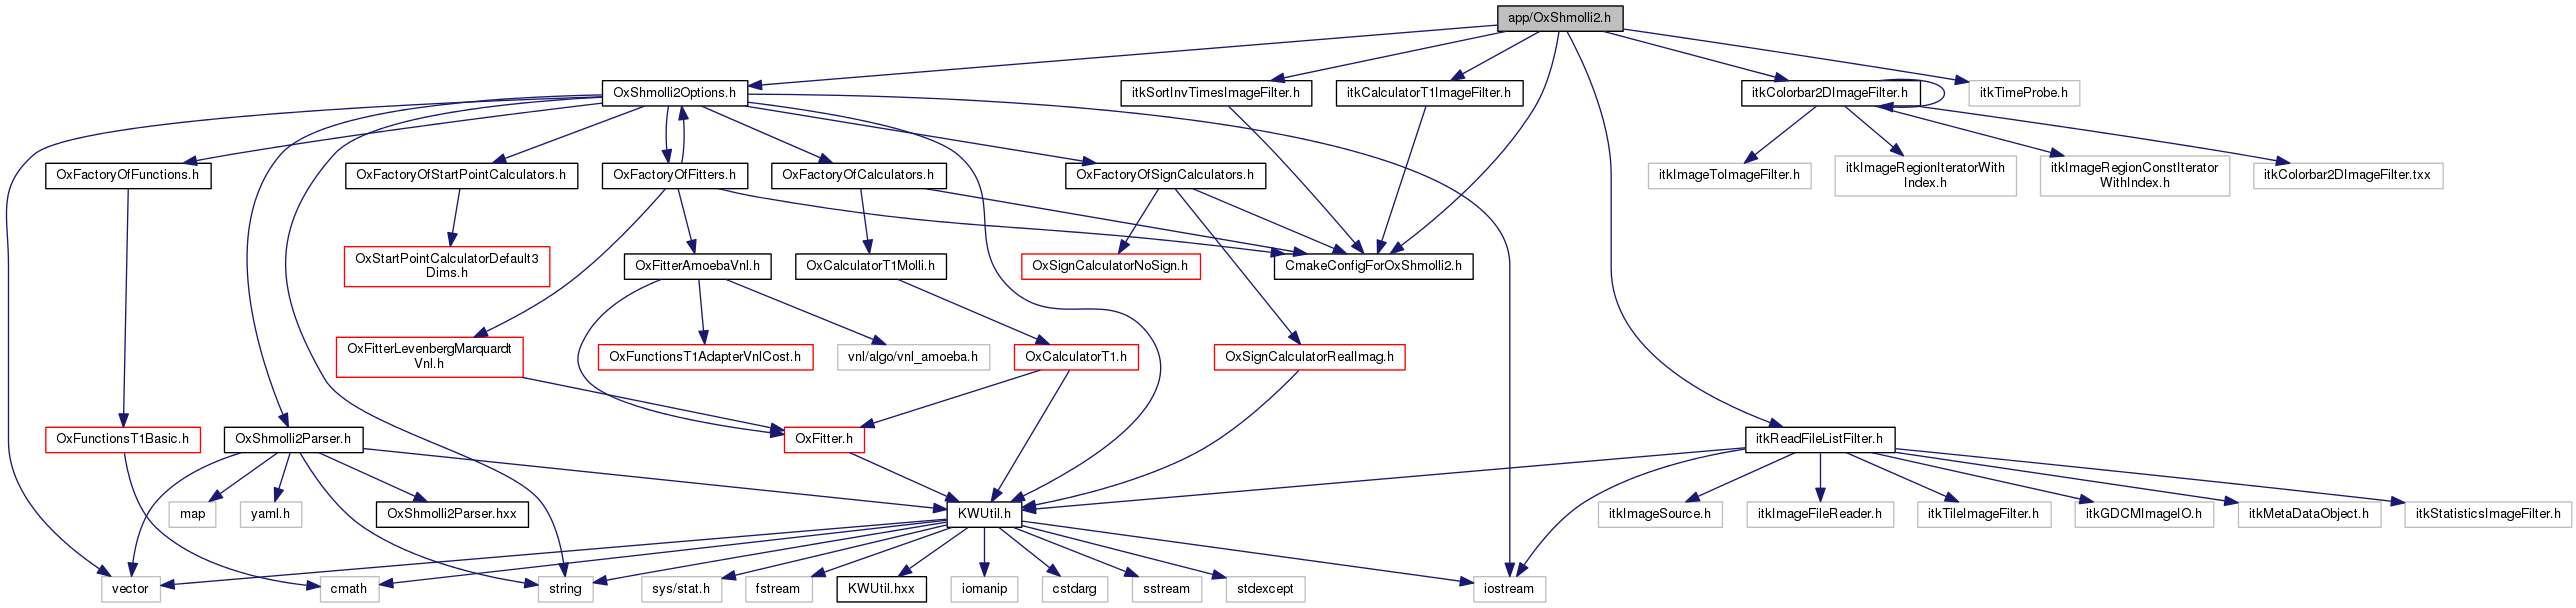 app/OxShmolli2.h
OxShmolli2Options.h
itkSortInvTimesImageFilter.h
itkCalculatorT1ImageFilter.h
itkColorbar2DImageFilter.h
itkTimeProbe.h
OxFactoryOfFunctions.h
OxFactoryOfStartPointCalculators.h
OxFactoryOfFitters.h
OxFactoryOfCalculators.h
OxFactoryOfSignCalculators.h
itkImageToImageFilter.h
itkImageRegionIteratorWith
Index.h
itkImageRegionConstIterator
WithIndex.h
itkColorbar2DImageFilter.txx
OxStartPointCalculatorDefault3
Dims.h
OxFitterAmoebaVnl.h
OxCalculatorT1Molli.h
OxSignCalculatorNoSign.h
CmakeConfigForOxShmolli2.h
OxFitterLevenbergMarquardt
Vnl.h
OxFunctionsT1AdapterVnlCost.h
vnl/algo/vnl_amoeba.h
OxCalculatorT1.h
OxSignCalculatorRealImag.h
OxFunctionsT1Basic.h
OxShmolli2Parser.h
OxFitter.h
itkReadFileListFilter.h
map
yaml.h
OxShmolli2Parser.hxx
KWUtil.h
itkImageSource.h
itkImageFileReader.h
itkTileImageFilter.h
itkGDCMImageIO.h
itkMetaDataObject.h
itkStatisticsImageFilter.h
vector
cmath
string
sys/stat.h
fstream
KWUtil.hxx
iomanip
cstdarg
sstream
stdexcept
iostream